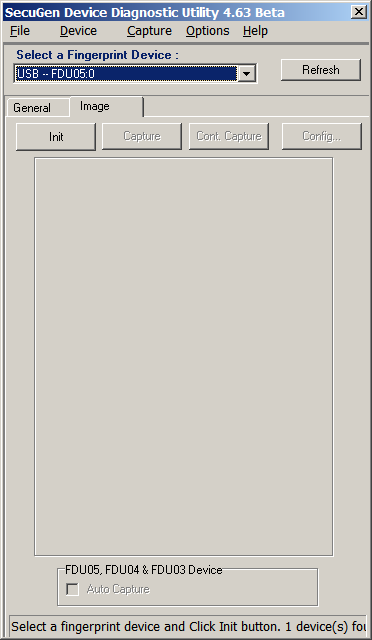 SecuGen Device Diagnostic Utility 4.63 Beta
File Device Capture Options Help
Select a Fingerprint Device :
USB -- FDU05:0
Refresh
General Image
Init Capture Cont. Capture Config...
FDU05, FDU04 & FDU03 Device
Auto Capture
Select a fingerprint device and Click Init button. 1 device(s) fou